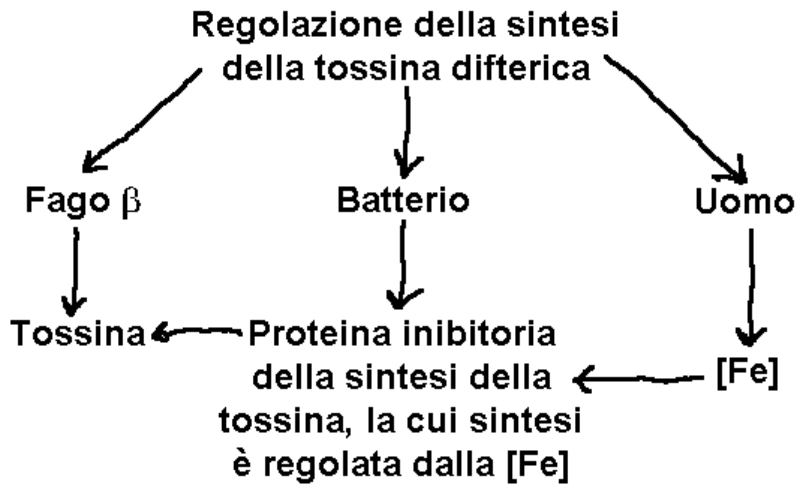 Regolazione della sintesi
della tossina difterica
Fago β
Batterio
Uomo
Tossina
Proteina inibitoria
della sintesi della
tossina, la cui sintesi
è regolata dalla [Fe]
[Fe]